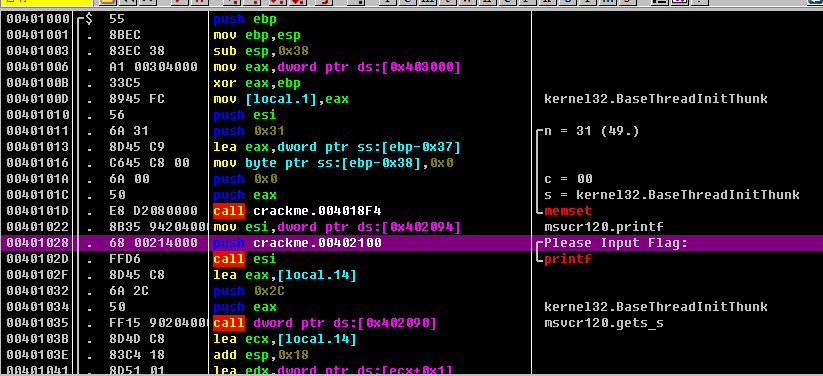 00401000 $ 55 push ebp
00401001 . 8BEC mov ebp,esp
00401003 . 83EC 38 sub esp,0x38
00401006 . A1 00304000 mov eax,dword ptr ds:[0x403000]
0040100B . 33C5 xor eax,ebp
0040100D . 8945 FC mov [local.1],eax kernel32.BaseThreadInitThunk
00401010 . 56 push esi
00401011 . 6A 31 push 0x31 n = 31 (49.)
00401013 . 8D45 C9 lea eax,dword ptr ss:[ebp-0x37]
00401016 . C645 C8 00 mov byte ptr ss:[ebp-0x38],0x0
0040101A . 6A 00 push 0x0 c = 00
0040101C . 50 push eax s = kernel32.BaseThreadInitThunk
0040101D . E8 D2080000 call crackme.004018F4 memset
00401022 . 8B35 94204000 mov esi,dword ptr ds:[0x402094] msvcr120.printf
00401028 . 68 00214000 push crackme.00402100 Please Input Flag:
0040102D . FFD6 call esi printf
0040102F . 8D45 C8 lea eax,[local.14]
00401032 . 6A 2C push 0x2C
00401034 . 50 push eax kernel32.BaseThreadInitThunk
00401035 . FF15 90204000 call dword ptr ds:[0x402090] msvcr120.gets_s
0040103B . 8D4D C8 lea ecx,[local.14]
0040103E . 83C4 18 add esp,0x18
00401041 . 8D51 01 lea edx,dword ptr ds:[ecx+0x1]